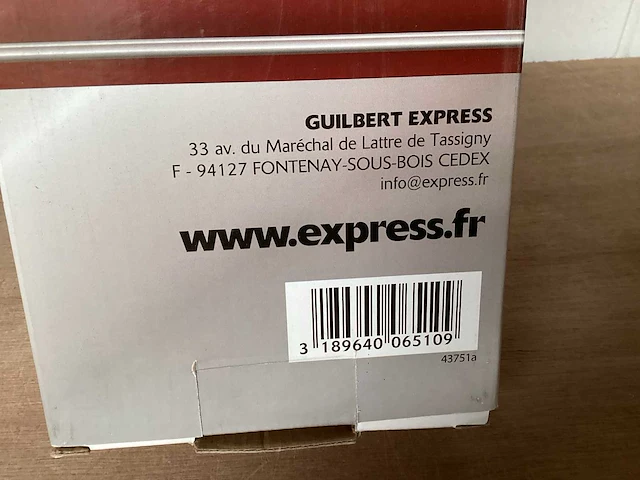 GUILBERT EXPRESS
33 av. du Maréchal de Lattre de Tassigny
F - 94127 FONTENAY-SOUS-BOIS CEDEX
info@express.fr
www.express.fr
3 189640 065109
43751a